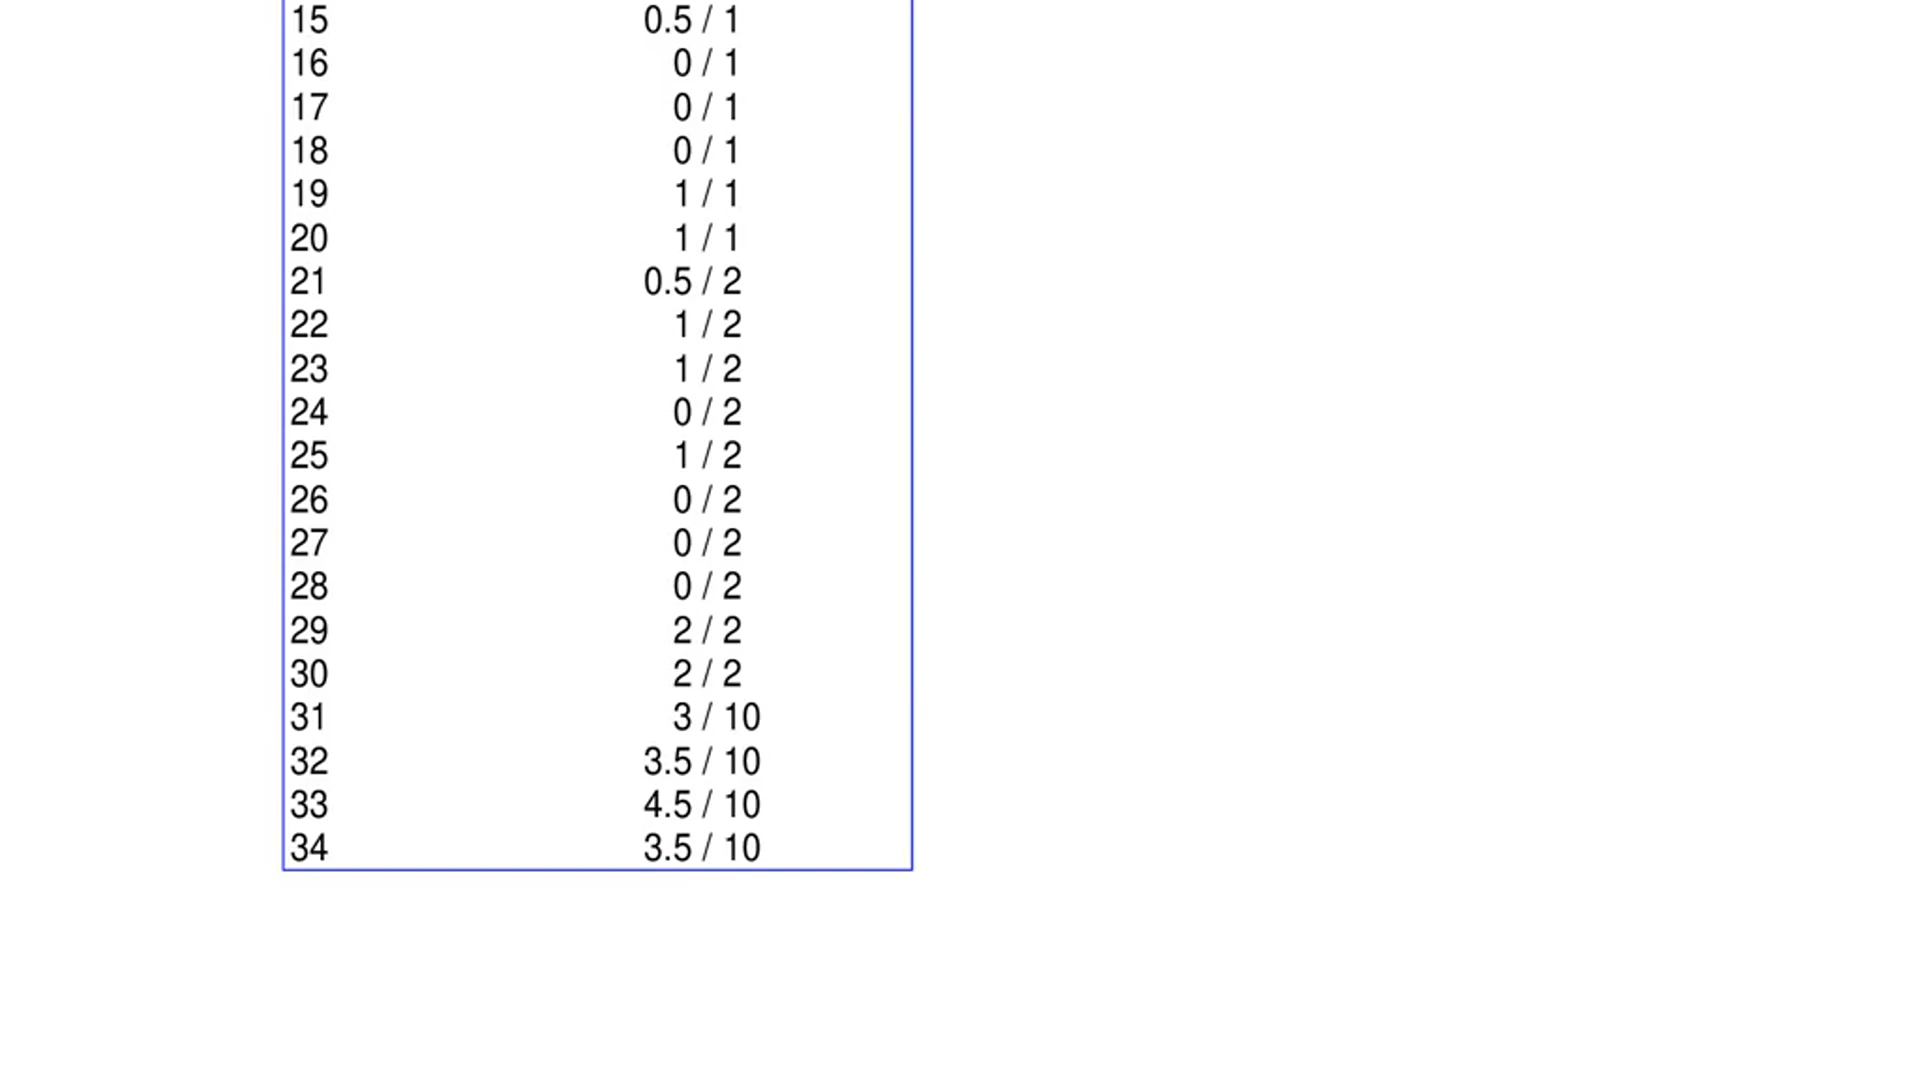 15 0.5 / 1
16 0 / 1
17 0 / 1
18 0 / 1
19 1 / 1
20 1 / 1
21 0.5 / 2
22 1 / 2
23 1 / 2
24 0 / 2
25 1 / 2
26 0 / 2
27 0 / 2
28 0 / 2
29 2 / 2
30 2 / 2
31 3 / 10
32 3.5 / 10
33 4.5 / 10
34 3.5 / 10